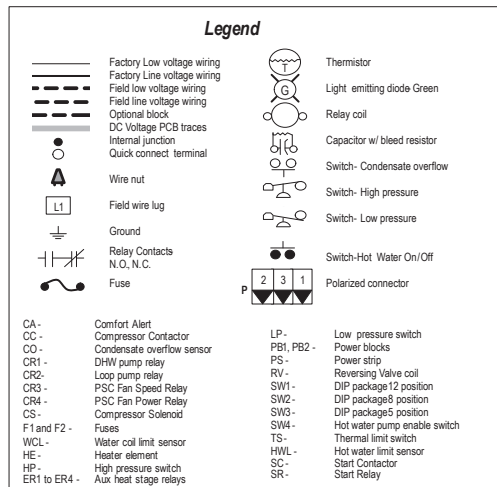 Legend
Factory Low voltage wiring
Factory Line voltage wiring
Field low voltage wiring
Field line voltage wiring
Optional block
DC Voltage PCB traces
Internal junction
Quick connect terminal
Wire nut
L1 Field wire lug
Ground
Relay Contacts
N.O., N.C.
Fuse
T Thermistor
G Light emitting diode Green
Relay coil
Capacitor w/ bleed resistor
Switch- Condensate overflow
Switch- High pressure
Switch- Low pressure
Switch-Hot Water On/Off
P 2 3 1 Polarized connector
CA - Comfort Alert
CC - Compressor Contactor
CO - Condensate overflow sensor
CR1 - DHW pump relay
CR2- Loop pump relay
CR3 - PSC Fan Speed Relay
CR4 - PSC Fan Power Relay
CS - Compressor Solenoid
F1 and F2 - Fuses
WCL - Water coil limit sensor
HE - Heater element
HP - High pressure switch
ER1 to ER4 - Aux heat stage relays
LP - Low pressure switch
PB1, PB2 - Power blocks
PS - Power strip
RV - Reversing Valve coil
SW1 - DIP package12 position
SW2 - DIP package8 position
SW3 - DIP package5 position
SW4 - Hot water pump enable switch
TS - Thermal limit switch
HWL - Hot water limit sensor
SC - Start Contactor
SR - Start Relay